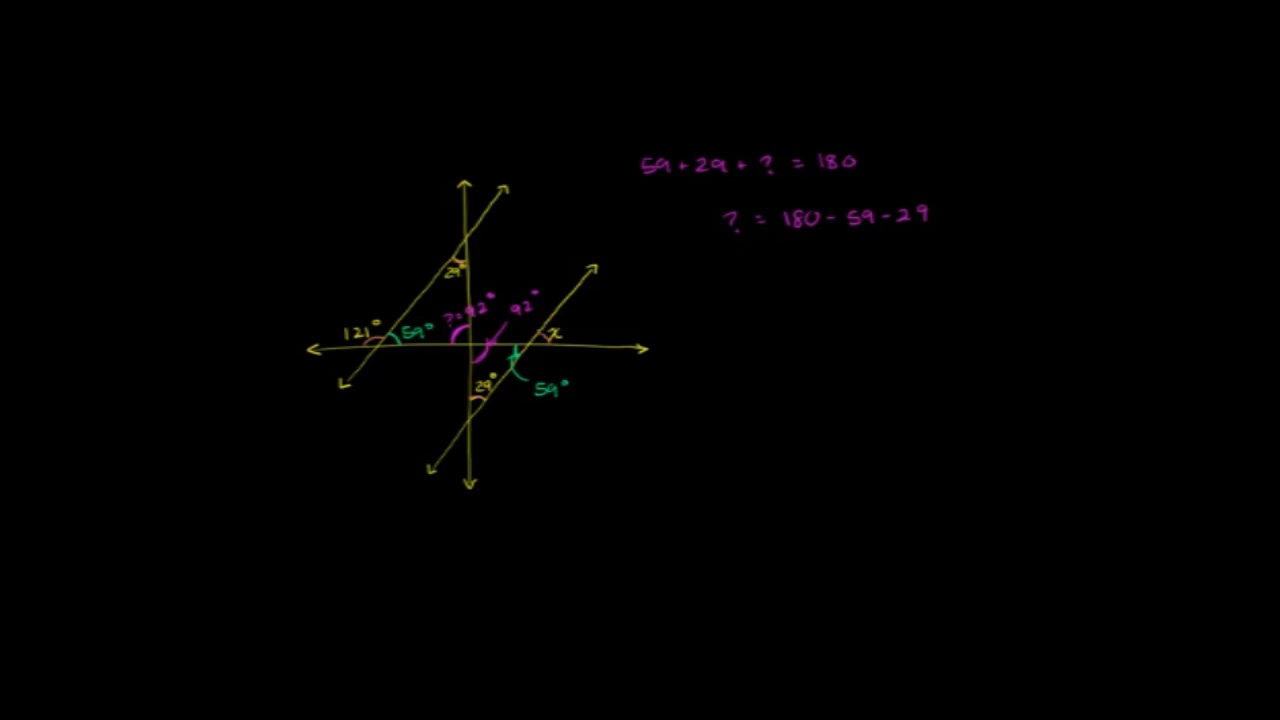 59 + 29 + ? = 180
? = 180 - 59 - 29
29°
?=92°
92°
121°
59°
x
29°
59°